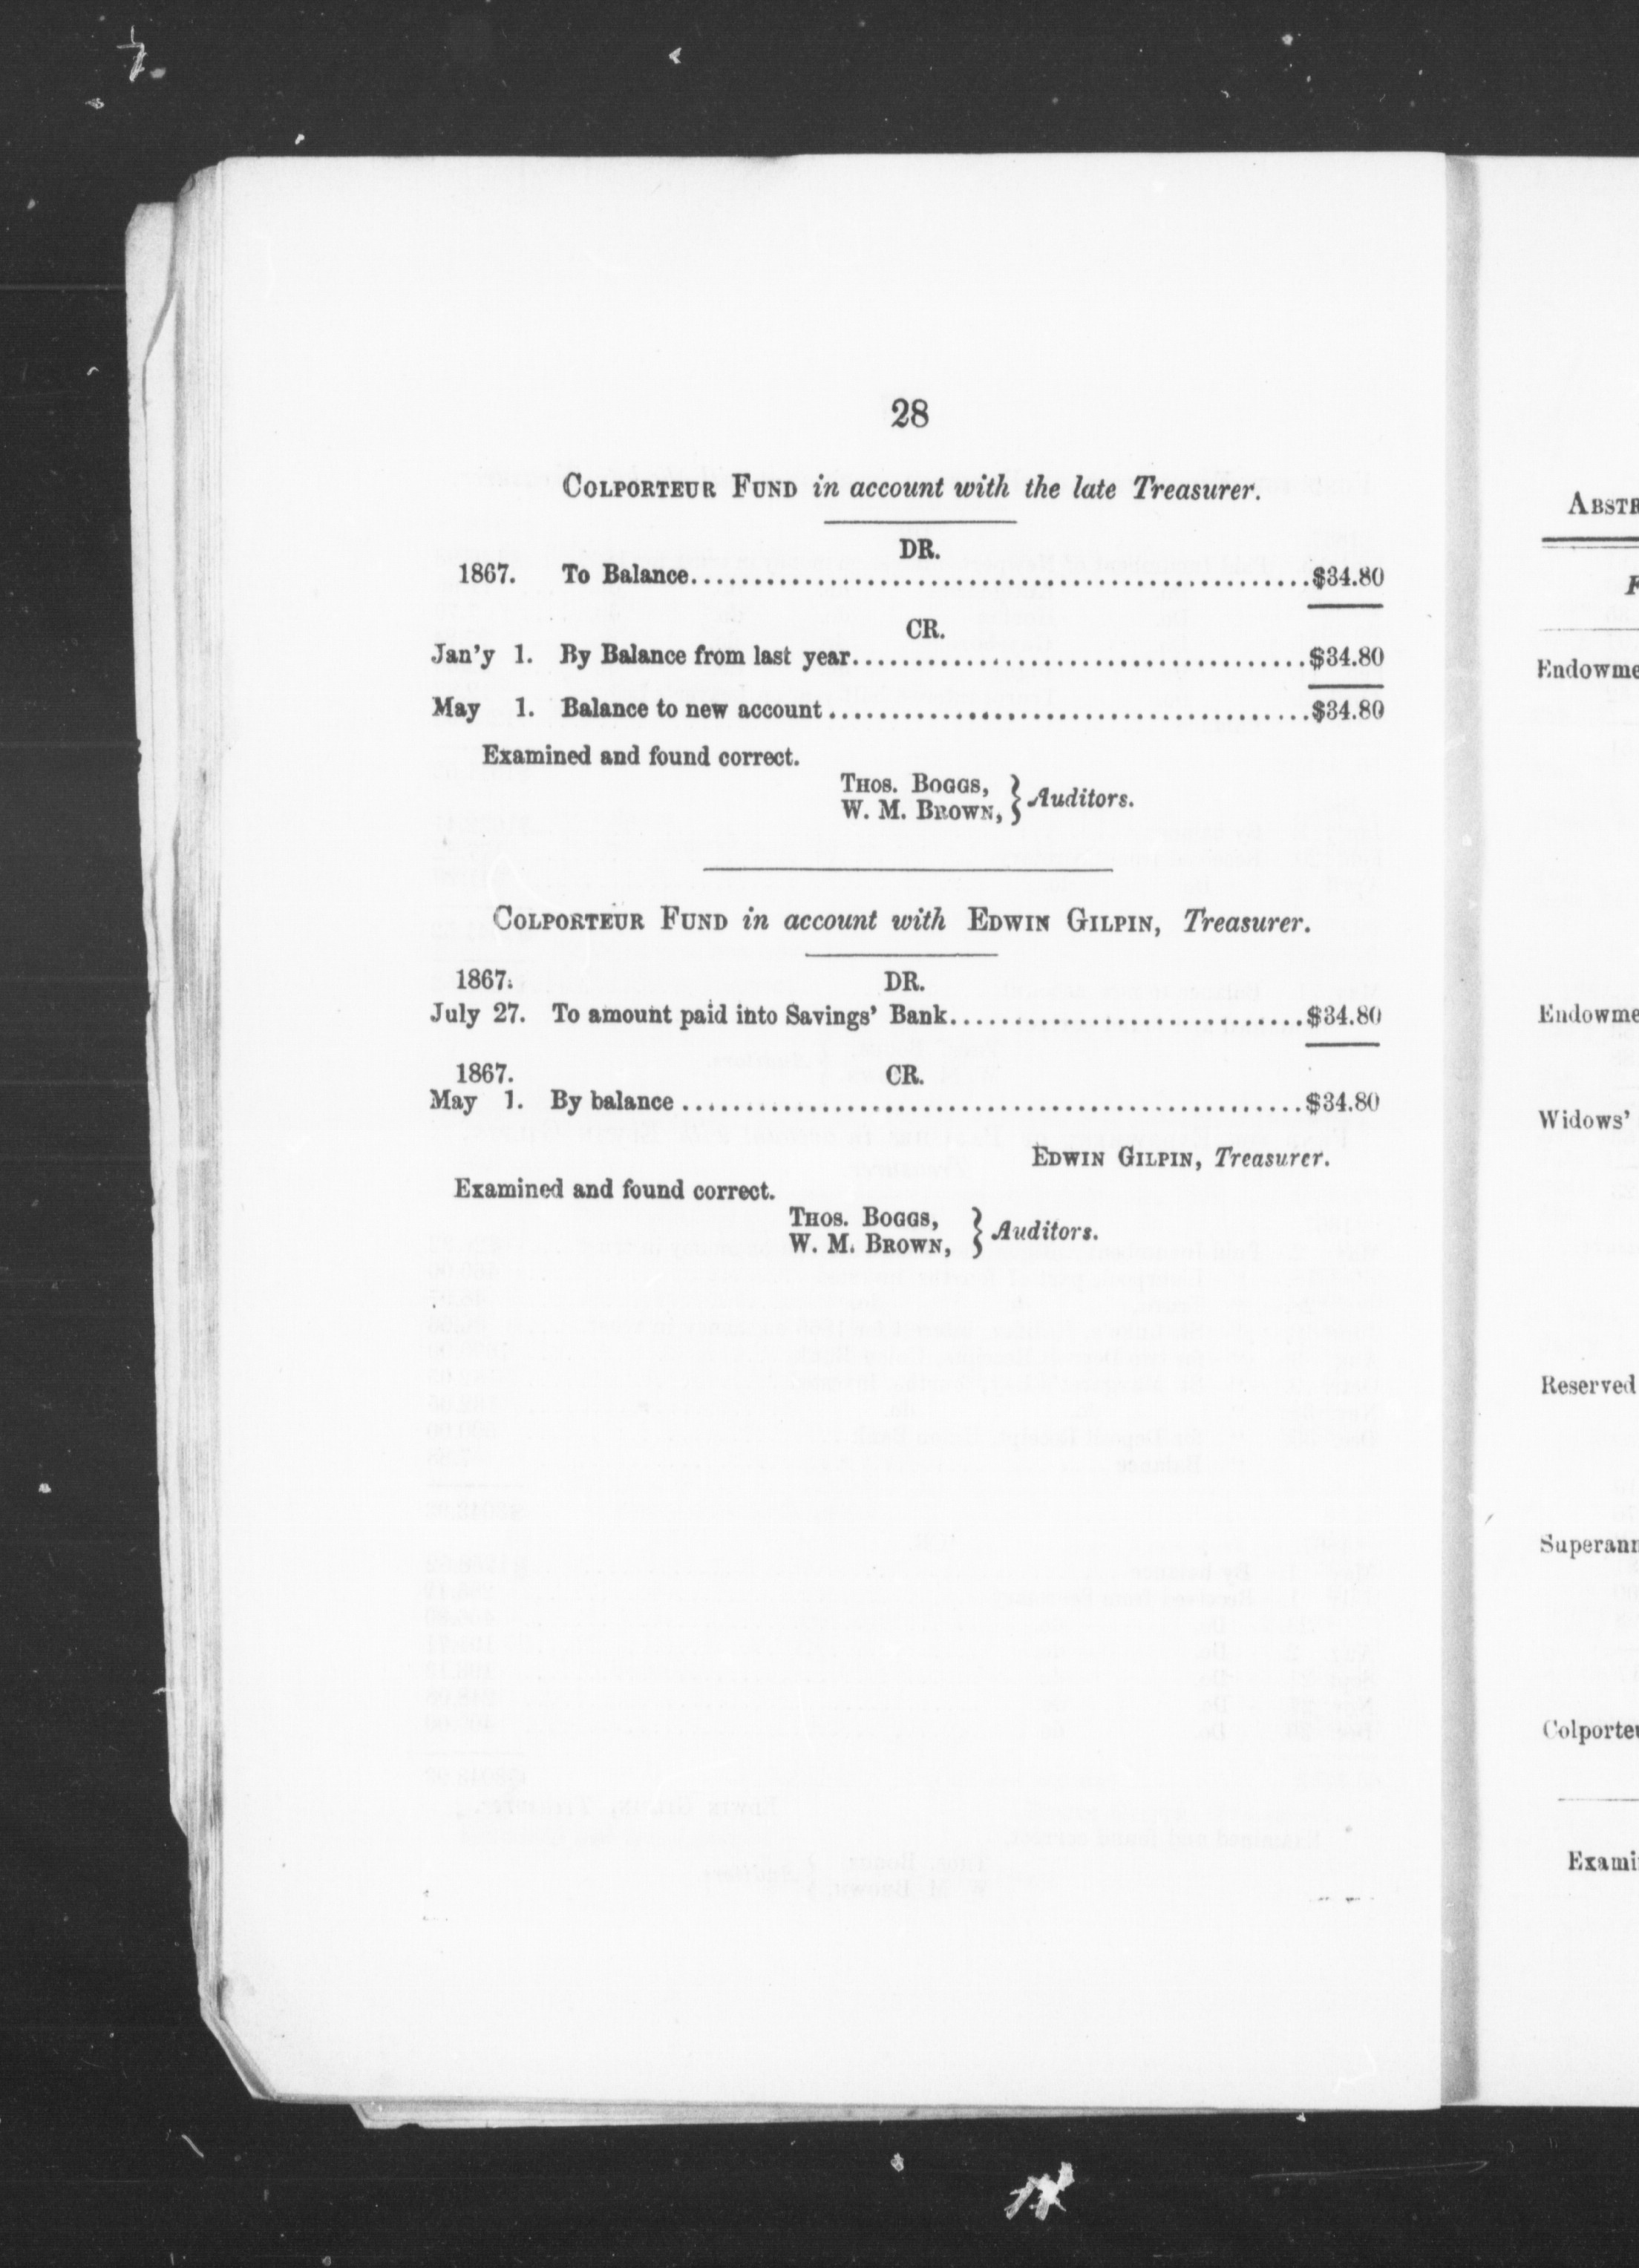 28
COLPORTEUR FUND in account with the late Treasurer.
DR.
1867. To Balance.................................................$34.80
CR.
Jan'y 1. By Balance from last year....................................$34.80
May 1. Balance to new account.......................................$34.80
Examined and found correct.
THOS. BOGGS,
W. M. BROWN, } Auditors.
COLPORTEUR FUND in account with EDWIN GILPIN, Treasurer.
1867. DR.
July 27. To amount paid into Savings' Bank............................$34.80
1867. CR.
May 1. By balance.................................................$34.80
EDWIN GILPIN, Treasurer.
Examined and found correct.
THOS. BOGGS,
W. M. BROWN, } Auditors.
ABST
Endowme
Endowme
Widows'
Reserved
Superann
Colporteu
Exami